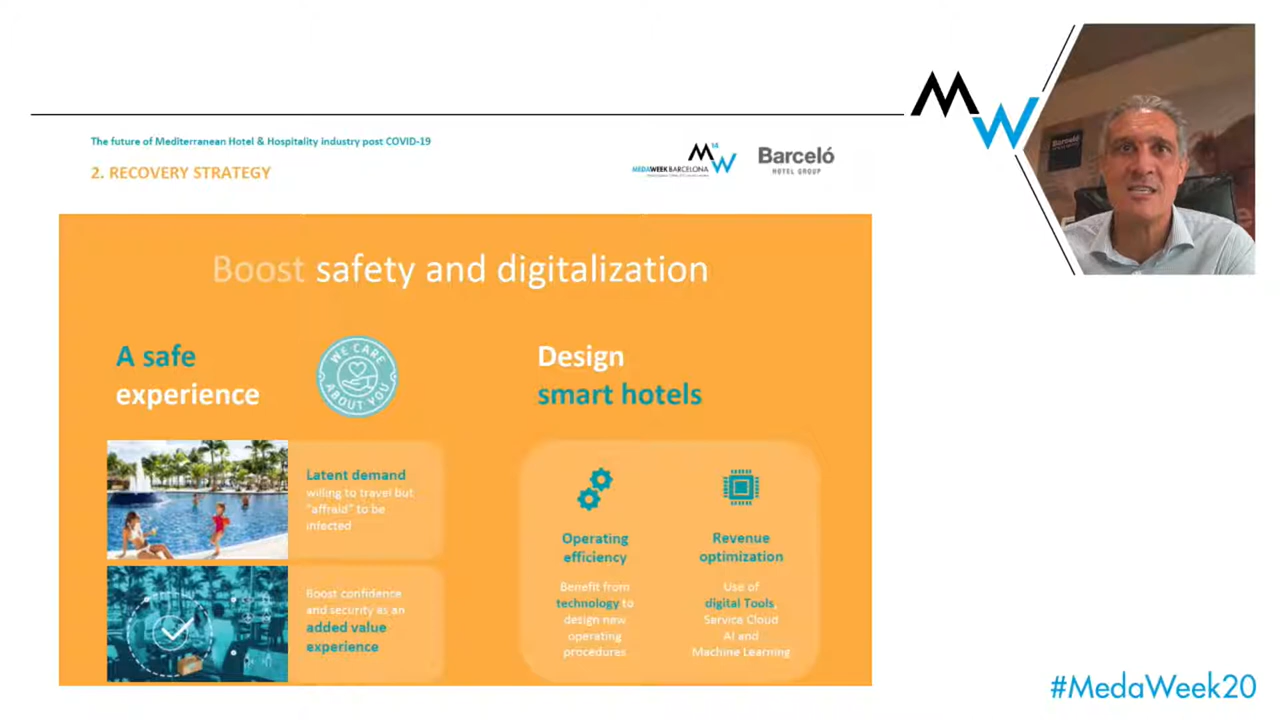 The future of Mediterranean Hotel & Hospitality industry post COVID-19
2. RECOVERY STRATEGY
M 14 W
MEDAWEEK BARCELONA
Barceló
HOTEL GROUP
MW
Barceló
Boost safety and digitalization
A safe
experience
WE CARE
ABOUT YOU
Design
smart hotels
Latent demand
willing to travel but
"affraid" to be
infected
Boost confidence
and security as an
added value
experience
Operating
efficiency
Benefit from
technology to
design new
operating
procedures
Revenue
optimization
Use of
digital Tools,
Service Cloud
AI and
Machine Learning
#MedaWeek20